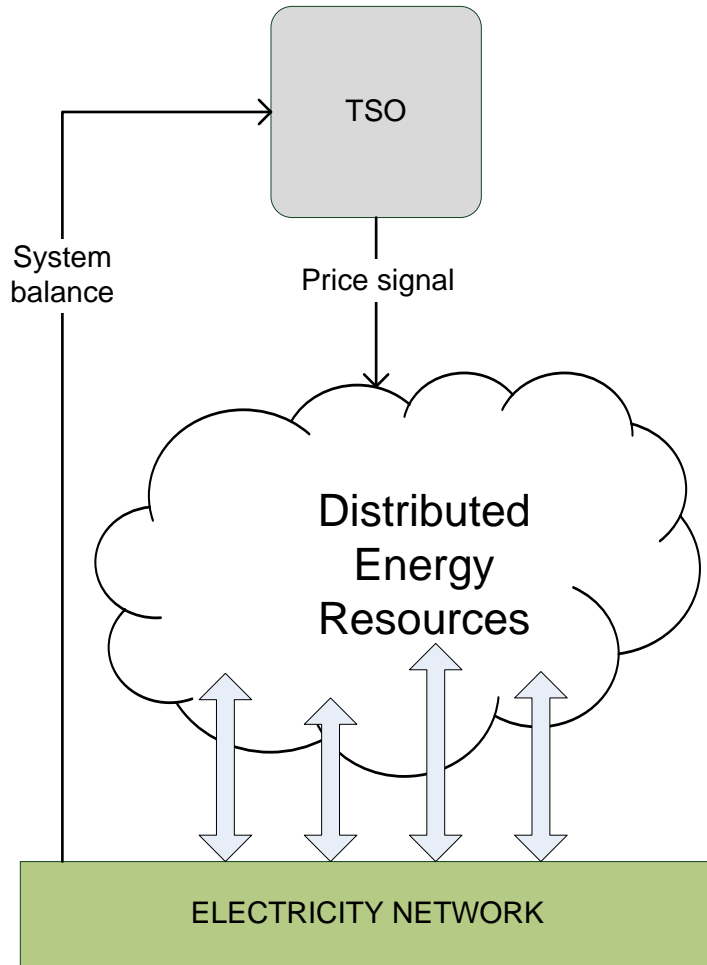 TSO
System
balance
Price signal
Distributed
Energy
Resources
ELECTRICITY NETWORK